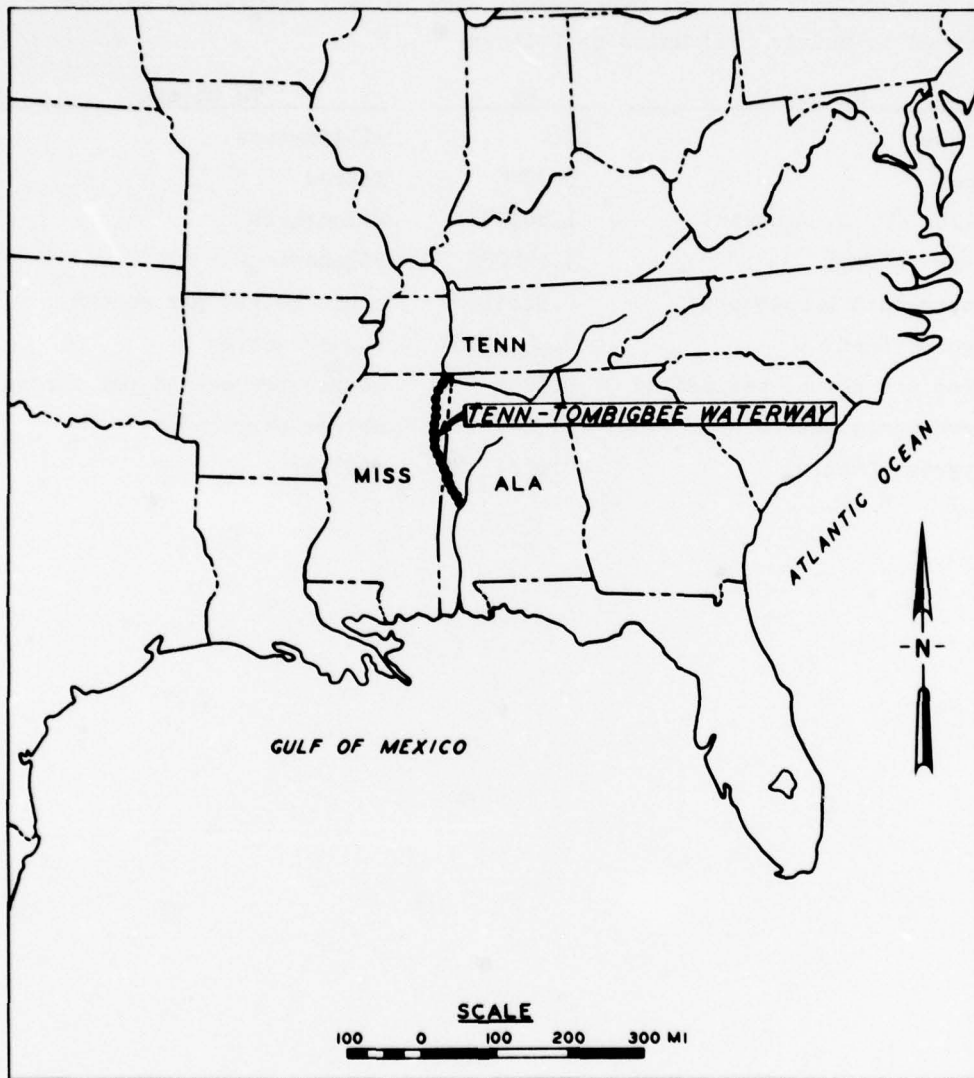 TENN
TENN.-TOMBIGBEE WATERWAY
MISS
ALA
ATLANTIC OCEAN
-N-
GULF OF MEXICO
SCALE
100 0 100 200 300 MI